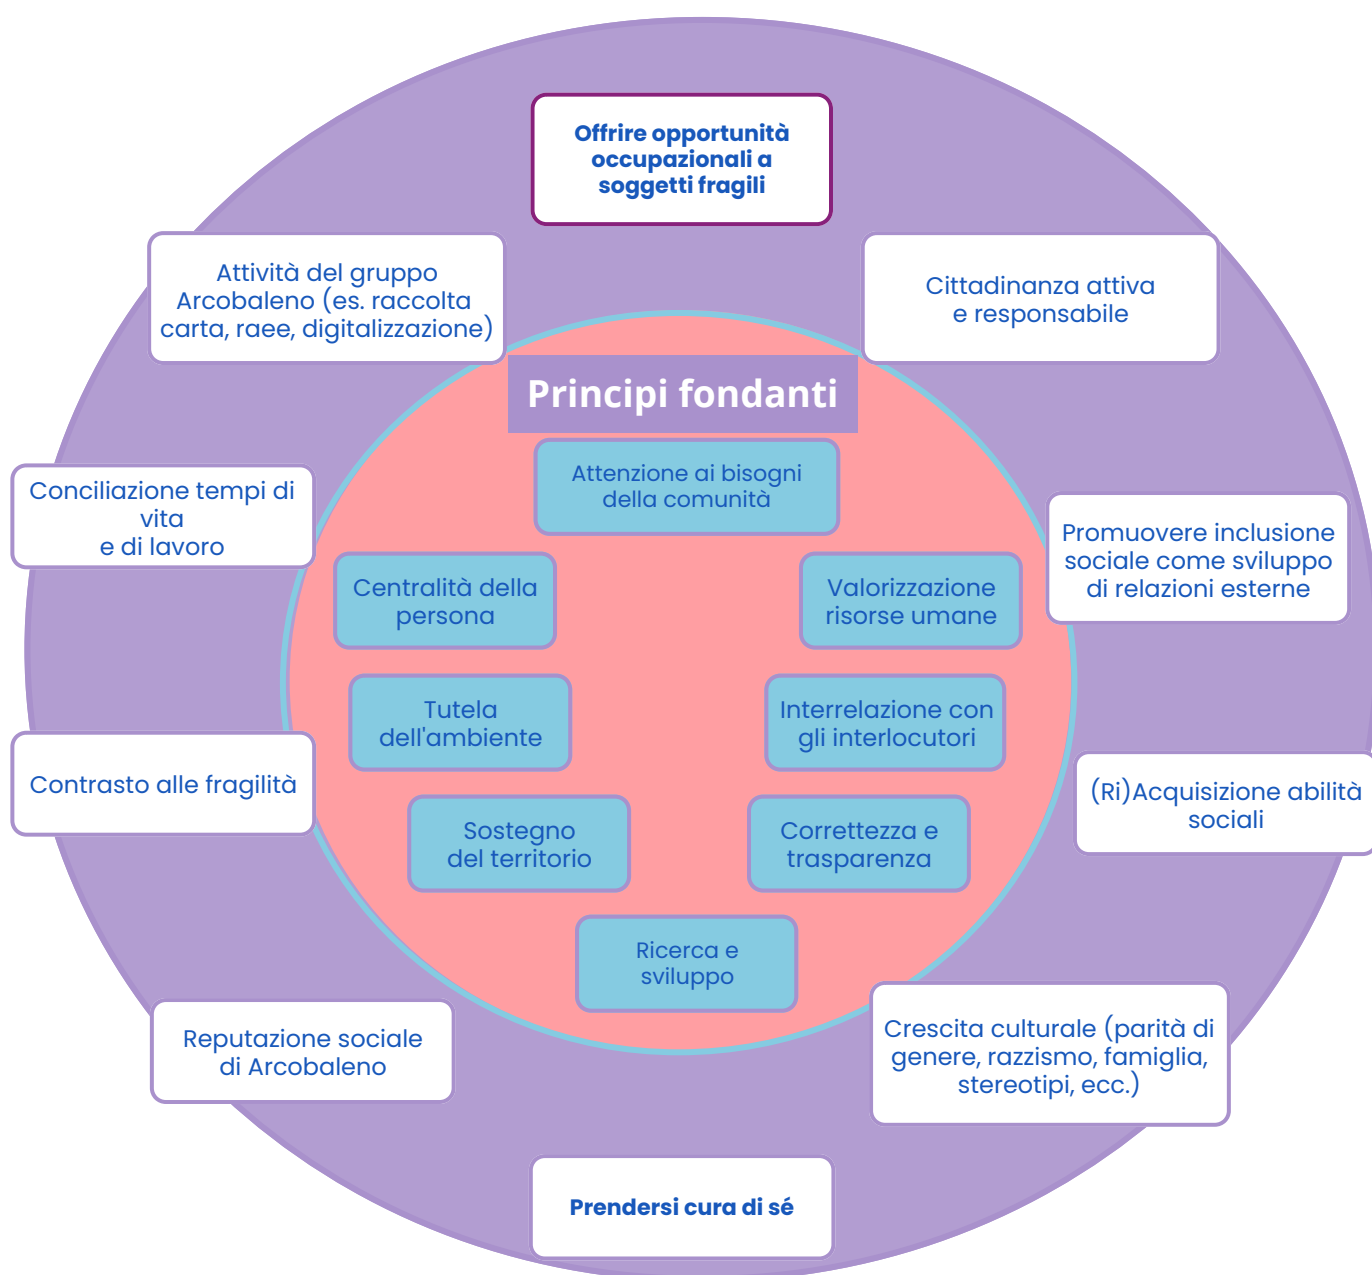 Offrire opportunità
occupazionali a
soggetti fragili
Attività del gruppo
Arcobaleno (es. raccolta
carta, raee, digitalizzazione)
Cittadinanza attiva
e responsabile
Principi fondanti
Attenzione ai bisogni
della comunità
Conciliazione tempi di
vita
e di lavoro
Centralità della
persona
Valorizzazione
risorse umane
Promuovere inclusione
sociale come sviluppo
di relazioni esterne
Tutela
dell'ambiente
Interrelazione con
gli interlocutori
Contrasto alle fragilità
(Ri)Acquisizione abilità
sociali
Sostegno
del territorio
Correttezza e
trasparenza
Ricerca e
sviluppo
Reputazione sociale
di Arcobaleno
Crescita culturale (parità di
genere, razzismo, famiglia,
stereotipi, ecc.)
Prendersi cura di sé